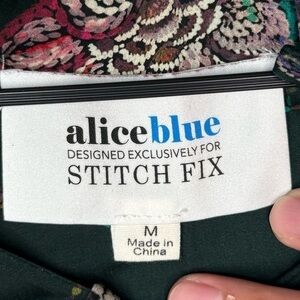 aliceblue
DESIGNED EXCLUSIVELY FOR
STITCH FIX
M
Made in
China